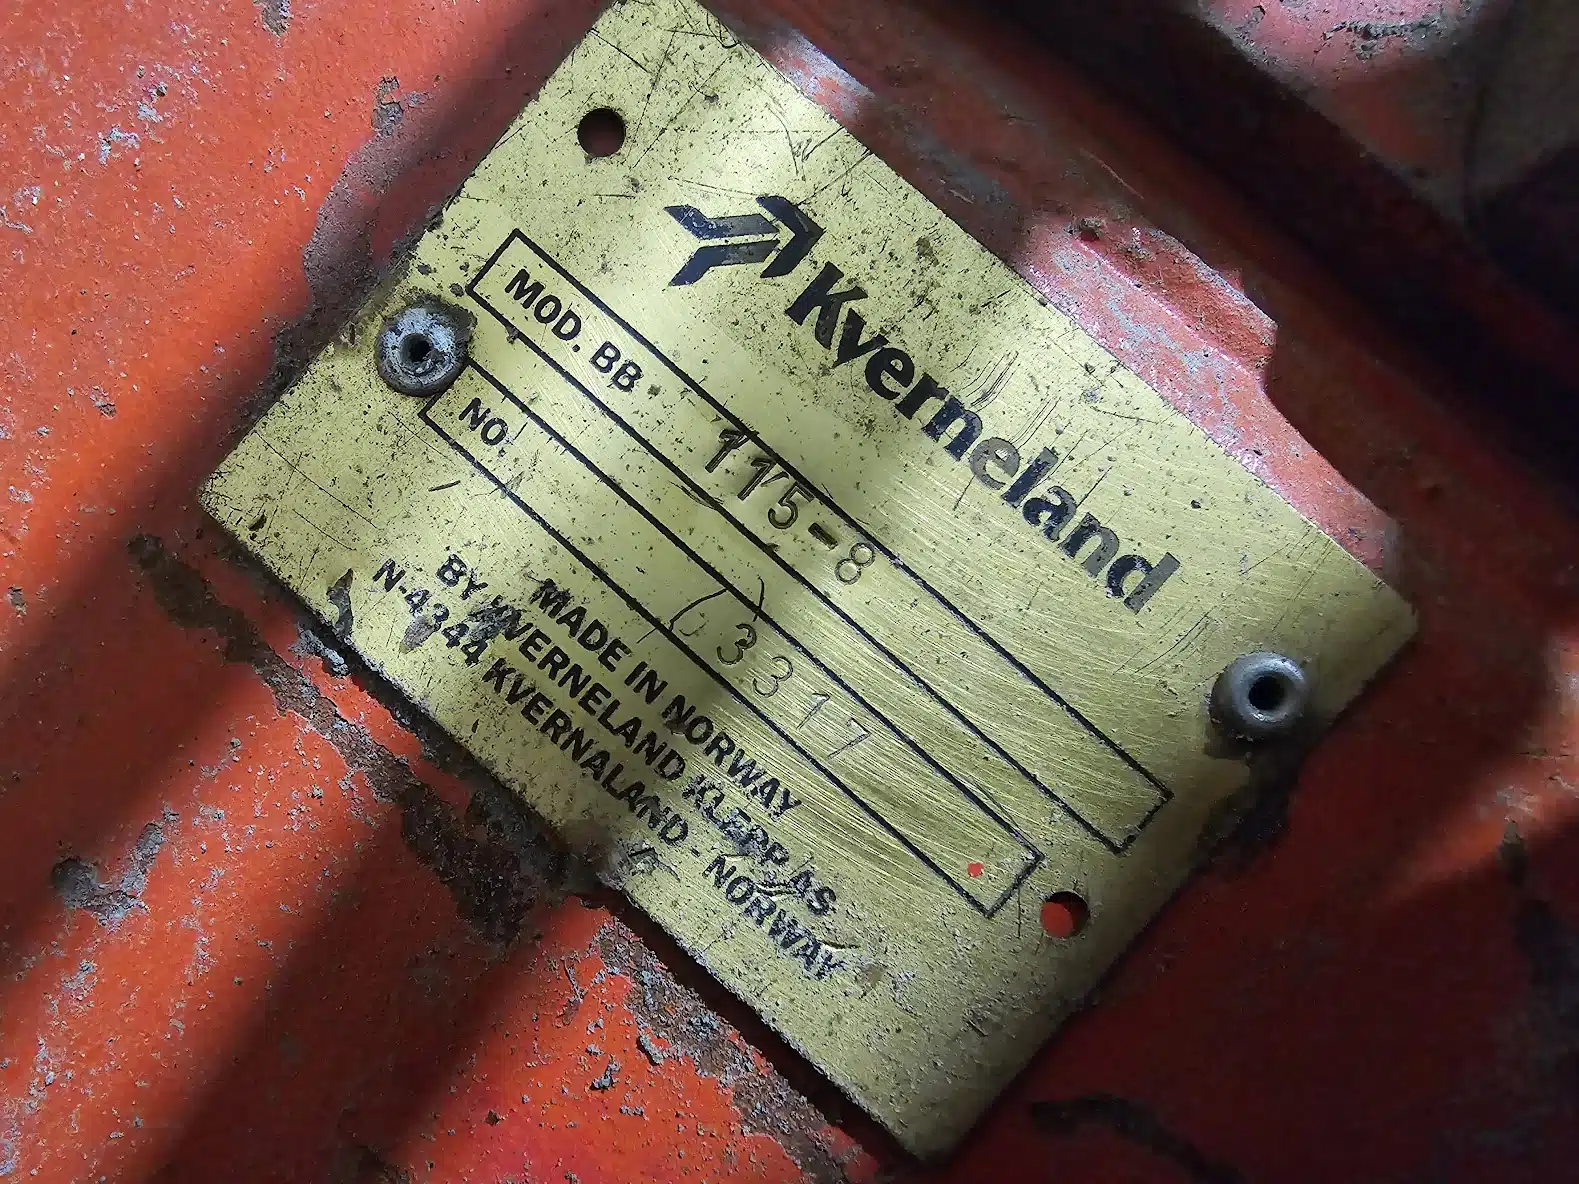 Kverneland
MOD. BB 115-8
NO. 3317
MADE IN NORWAY
BY KVERNELAND KLEPP AS
N-4344 KVERNALAND - NORWAY